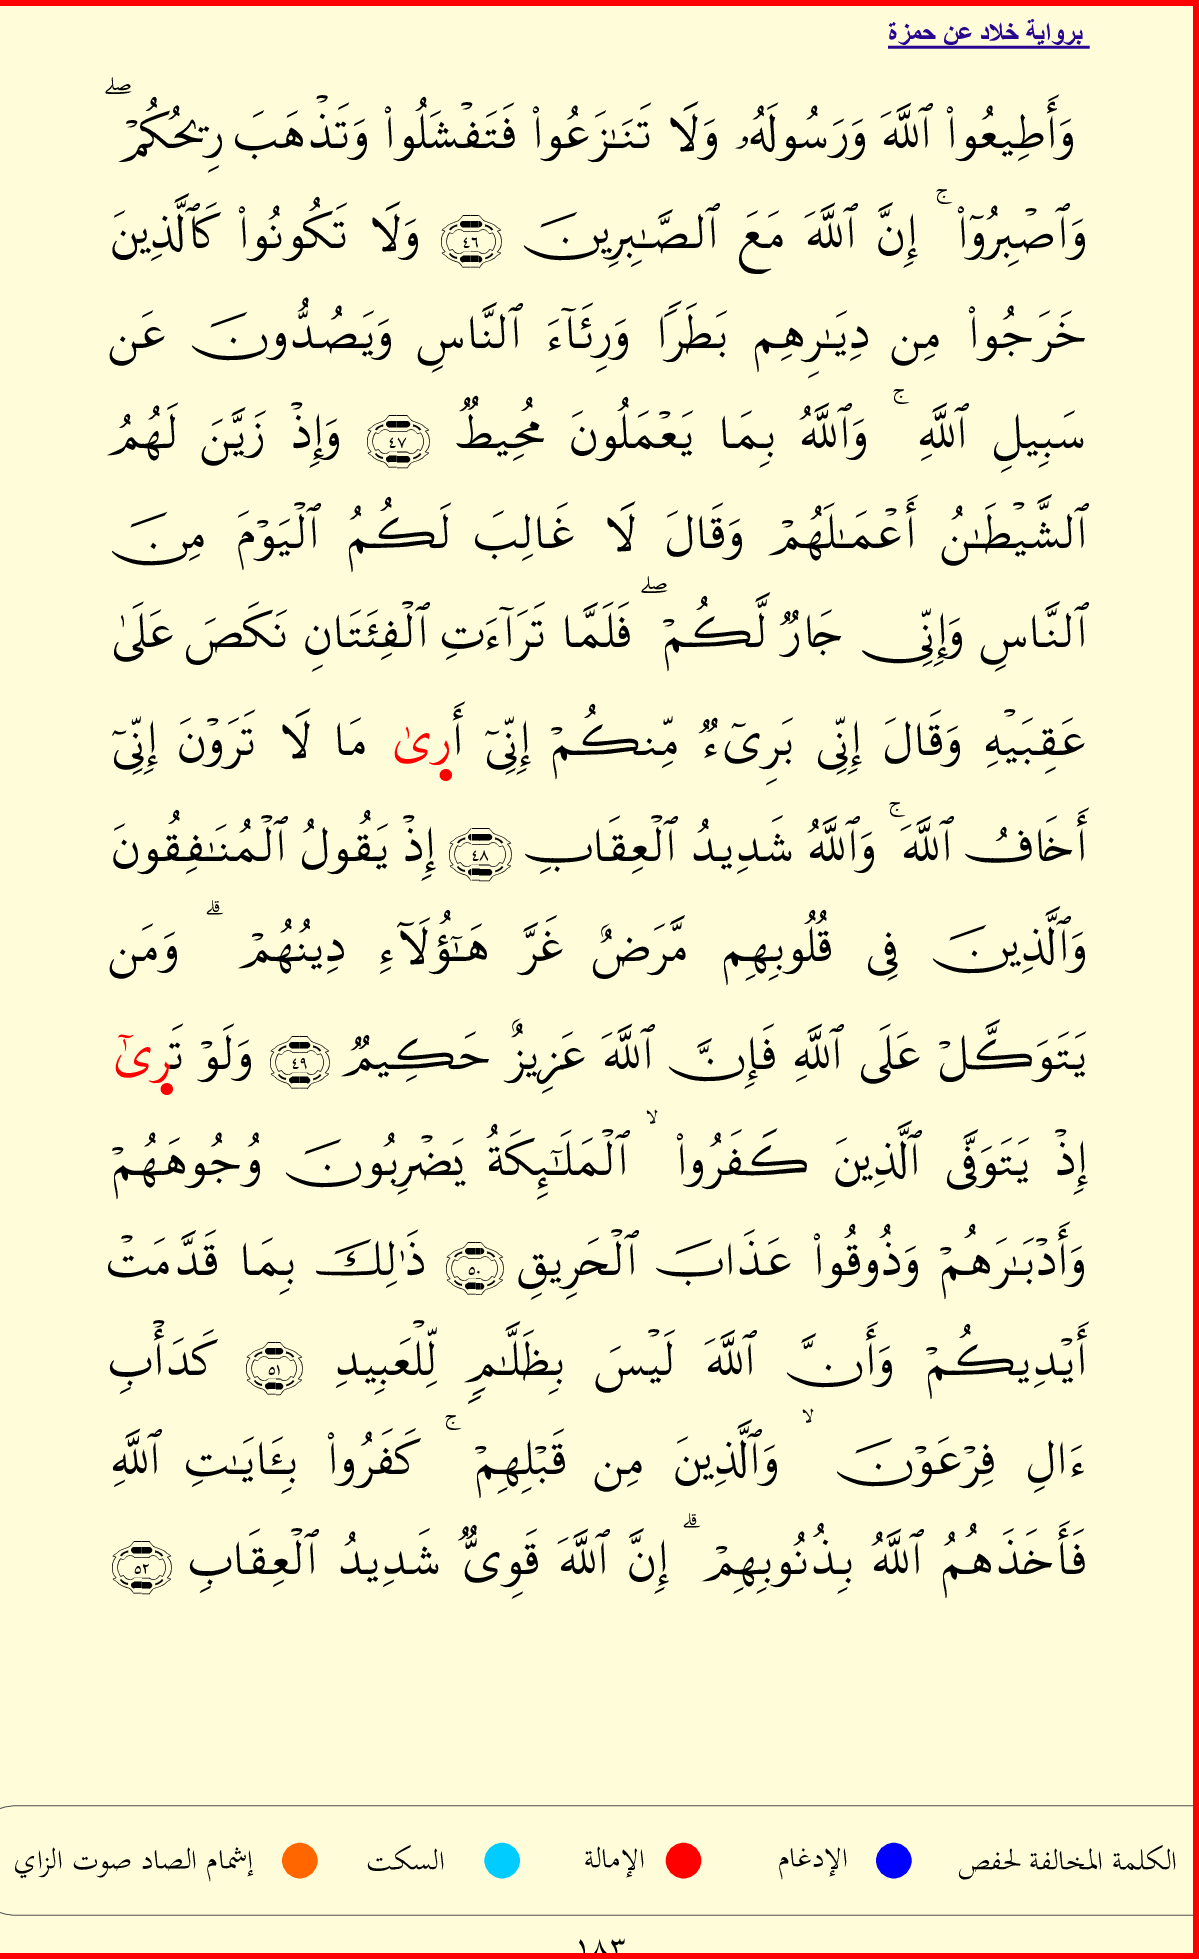 برواية خلاد عن حمزة
وَأَطِيعُوا۟ ٱللَّهَ وَرَسُولَهُۥ وَلَا تَنَـٰزَعُوا۟ فَتَفْشَلُوا۟ وَتَذْهَبَ رِيحُكُمْ ۖ
وَٱصْبِرُوٓا۟ ۚ إِنَّ ٱللَّهَ مَعَ ٱلصَّـٰبِرِينَ ٤٦ وَلَا تَكُونُوا۟ كَٱلَّذِينَ
خَرَجُوا۟ مِن دِيَـٰرِهِم بَطَرًا وَرِئَآءَ ٱلنَّاسِ وَيَصُدُّونَ عَن
سَبِيلِ ٱللَّهِ ۚ وَٱللَّهُ بِمَا يَعْمَلُونَ مُحِيطٌ ٤٧ وَإِذْ زَيَّنَ لَهُمُ
ٱلشَّيْطَـٰنُ أَعْمَـٰلَهُمْ وَقَالَ لَا غَالِبَ لَكُمُ ٱلْيَوْمَ مِنَ
ٱلنَّاسِ وَإِنِّى جَارٌ لَّكُمْ ۖ فَلَمَّا تَرَآءَتِ ٱلْفِئَتَانِ نَكَصَ عَلَىٰ
عَقِبَيْهِ وَقَالَ إِنِّى بَرِىٓءٌ مِّنكُمْ إِنِّىٓ أَرىٰ مَا لَا تَرَوْنَ إِنِّىٓ
أَخَافُ ٱللَّهَ ۚ وَٱللَّهُ شَدِيدُ ٱلْعِقَابِ ٤٨ إِذْ يَقُولُ ٱلْمُنَـٰفِقُونَ
وَٱلَّذِينَ فِى قُلُوبِهِم مَّرَضٌ غَرَّ هَـٰٓؤُلَآءِ دِينُهُمْ ۗ وَمَن
يَتَوَكَّلْ عَلَى ٱللَّهِ فَإِنَّ ٱللَّهَ عَزِيزٌ حَكِيمٌ ٤٩ وَلَوْ تَرىٰٓ
إِذْ يَتَوَفَّى ٱلَّذِينَ كَفَرُوا۟ ۙ ٱلْمَلَـٰٓئِكَةُ يَضْرِبُونَ وُجُوهَهُمْ
وَأَدْبَـٰرَهُمْ وَذُوقُوا۟ عَذَابَ ٱلْحَرِيقِ ٥٠ ذَٰلِكَ بِمَا قَدَّمَتْ
أَيْدِيكُمْ وَأَنَّ ٱللَّهَ لَيْسَ بِظَلَّـٰمٍ لِّلْعَبِيدِ ٥١ كَدَأْبِ
ءَالِ فِرْعَوْنَ ۙ وَٱلَّذِينَ مِن قَبْلِهِمْ ۚ كَفَرُوا۟ بِـَٔايَـٰتِ ٱللَّهِ
فَأَخَذَهُمُ ٱللَّهُ بِذُنُوبِهِمْ ۗ إِنَّ ٱللَّهَ قَوِىٌّ شَدِيدُ ٱلْعِقَابِ ٥٢
الكلمة المخالفة لحفص الإدغام الإمالة السكت إشمام الصاد صوت الزاي
١٨٣